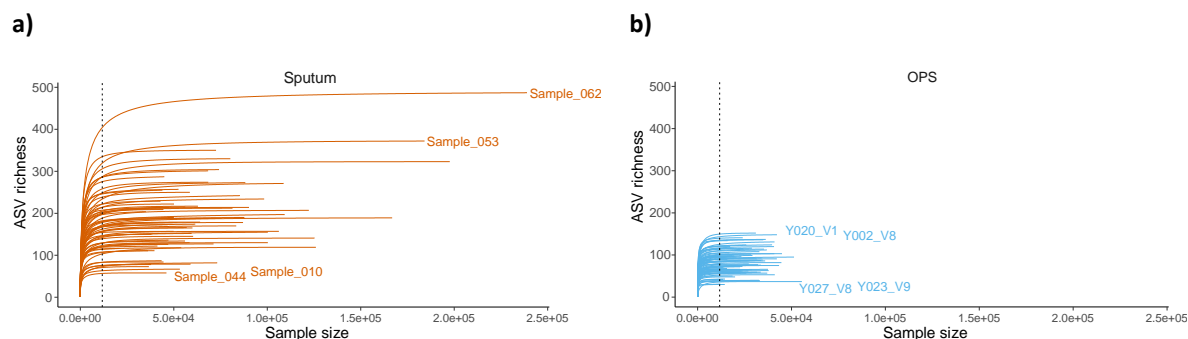 a)
Sputum
500
400
300
200
100
0
ASV richness
Sample_062
Sample_053
Sample_044
Sample_010
0.0e+00
5.0e+04
1.0e+05
1.5e+05
2.0e+05
2.5e+05
Sample size
b)
OPS
500
400
300
200
100
0
ASV richness
Y020_V1
Y002_V8
Y027_V8
Y023_V9
0.0e+00
5.0e+04
1.0e+05
1.5e+05
2.0e+05
2.5e+05
Sample size